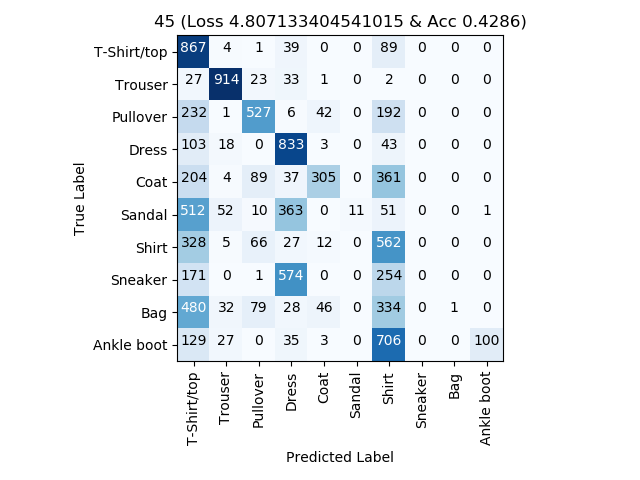 45 (Loss 4.807133404541015 & Acc 0.4286)
T-Shirt/top 867 4 1 39 0 0 89 0 0 0
Trouser 27 914 23 33 1 0 2 0 0 0
Pullover 232 1 527 6 42 0 192 0 0 0
Dress 103 18 0 833 3 0 43 0 0 0
Coat 204 4 89 37 305 0 361 0 0 0
Sandal 512 52 10 363 0 11 51 0 0 1
Shirt 328 5 66 27 12 0 562 0 0 0
Sneaker 171 0 1 574 0 0 254 0 0 0
Bag 480 32 79 28 46 0 334 0 1 0
Ankle boot 129 27 0 35 3 0 706 0 0 100
True Label
T-Shirt/top
Trouser
Pullover
Dress
Coat
Sandal
Shirt
Sneaker
Bag
Ankle boot
Predicted Label